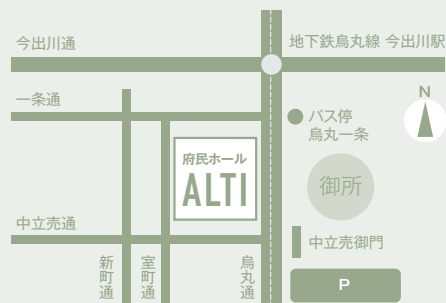 今出川通
地下鉄烏丸線 今出川駅
一条通
バス停
烏丸一条
N
府民ホール
ALTI
御所
中立売通
中立売御門
新町通
室町通
烏丸通
P